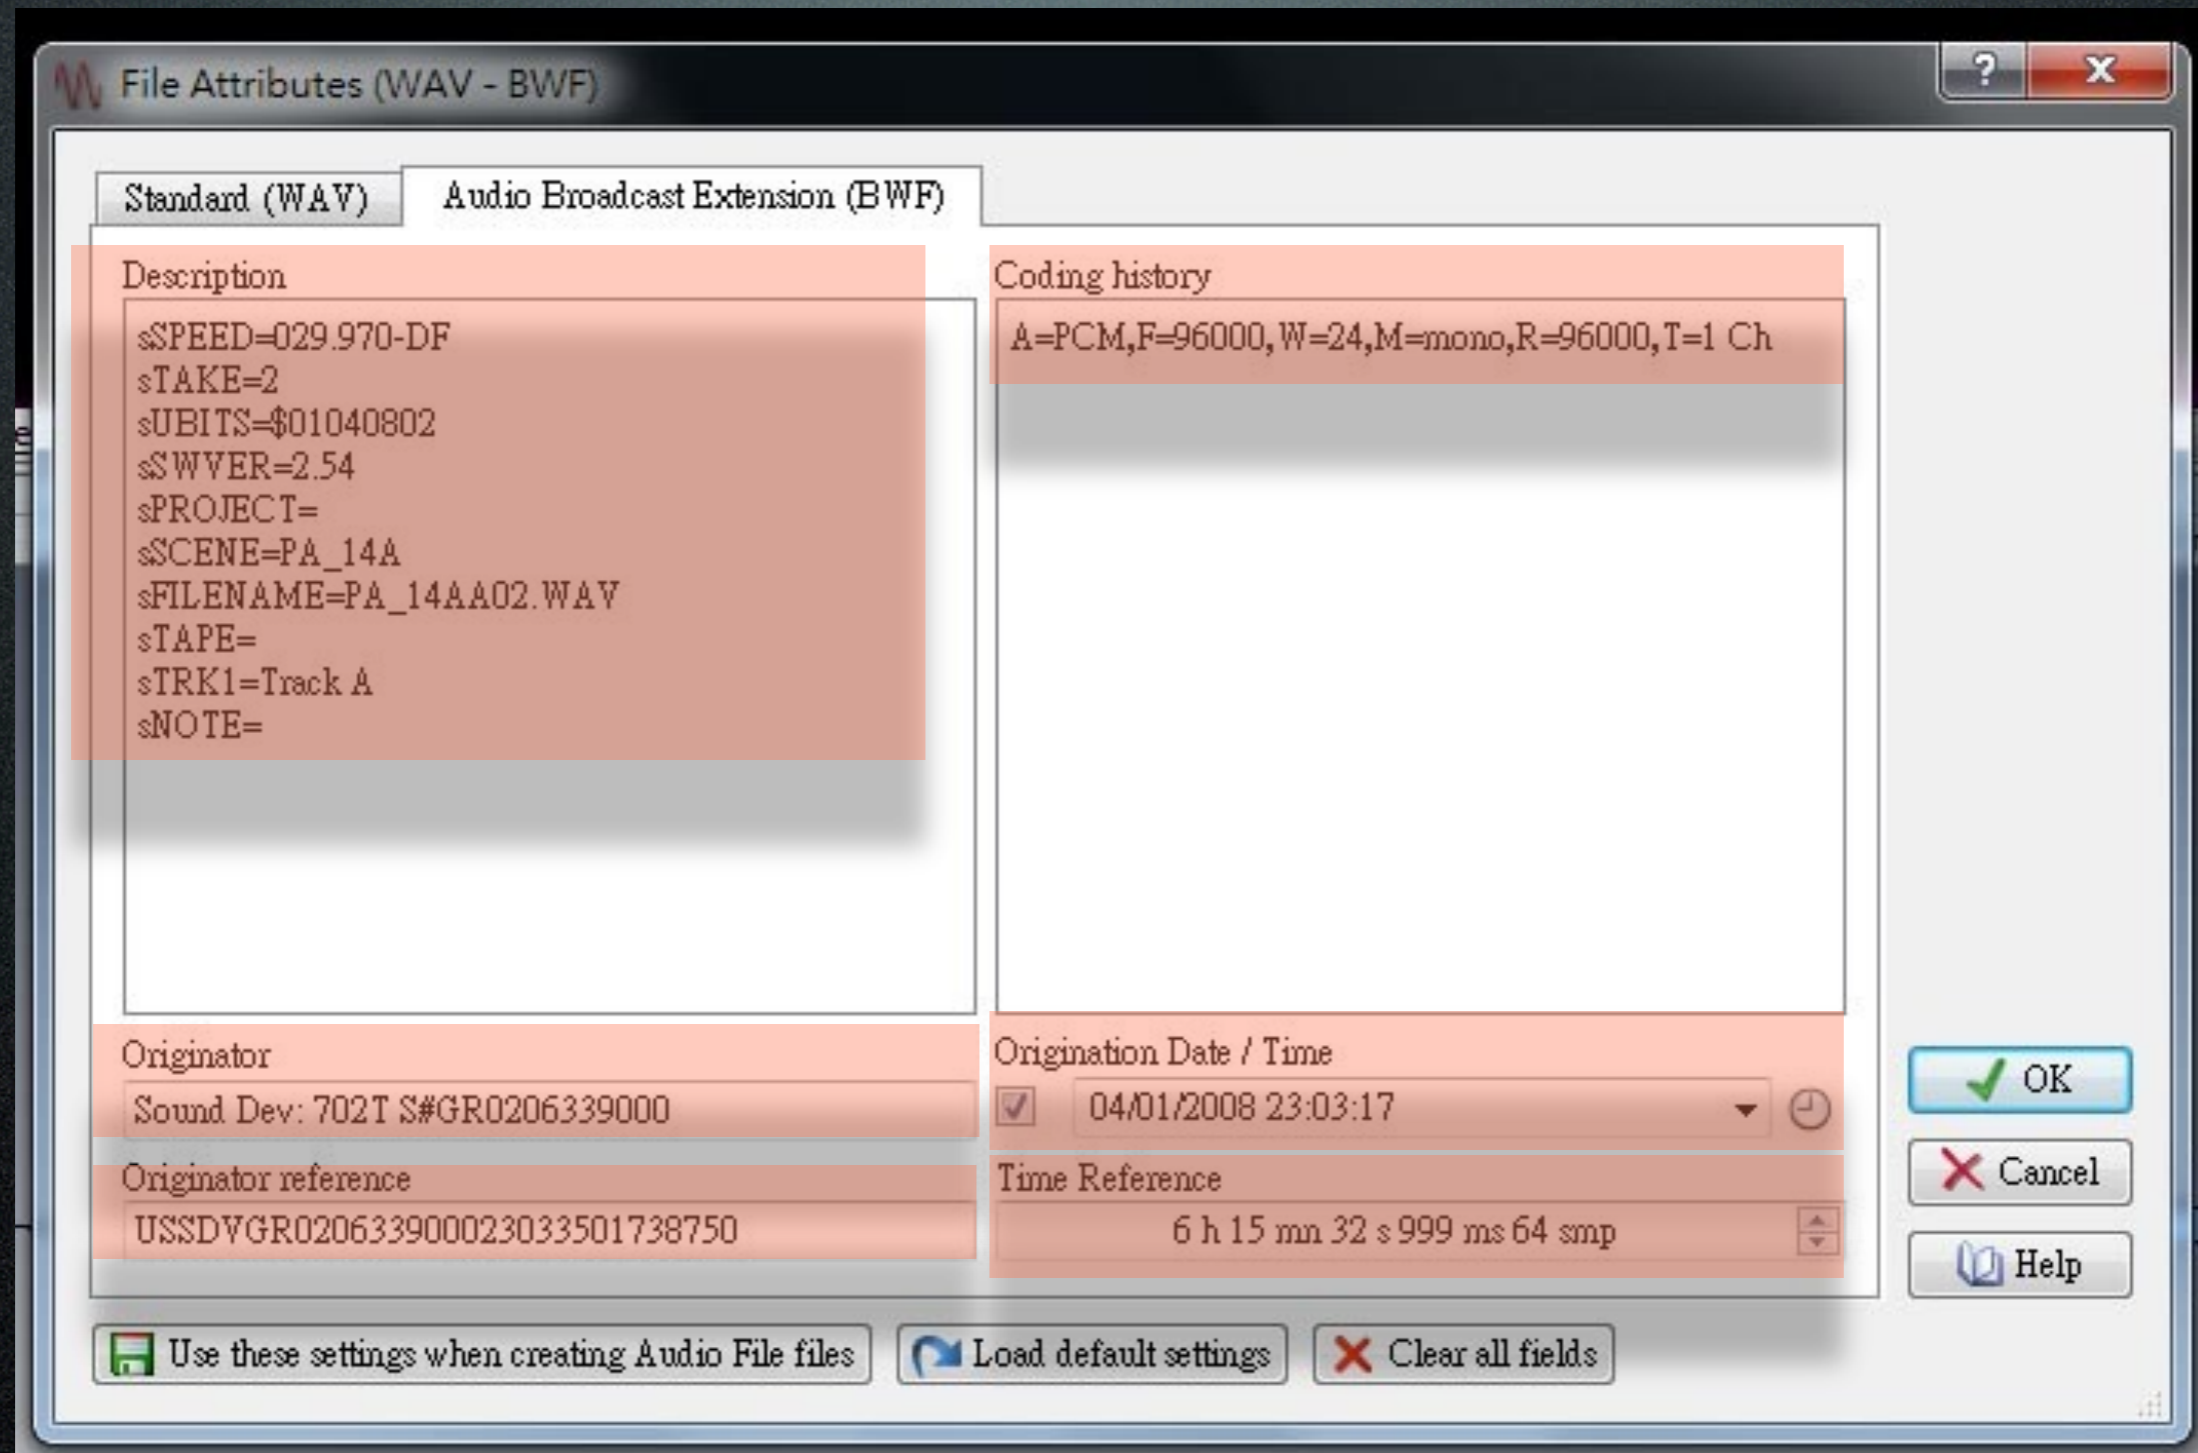 File Attributes (WAV - BWF)
Standard (WAV)
Audio Broadcast Extension (BWF)
Description
sSPEED=029.970-DF
sTAKE=2
sUBITS=$01040802
sSWVER=2.54
sPROJECT=
sSCENE=PA_14A
sFILENAME=PA_14AA02.WAV
sTAPE=
sTRK1=Track A
sNOTE=
Coding history
A=PCM,F=96000,W=24,M=mono,R=96000,T=1 Ch
Originator
Sound Dev: 702T S#GR0206339000
Origination Date / Time
04/01/2008 23:03:17
Originator reference
USSDVGR020633900023033501738750
Time Reference
6 h 15 mn 32 s 999 ms 64 smp
OK
Cancel
Help
Use these settings when creating Audio File files
Load default settings
Clear all fields